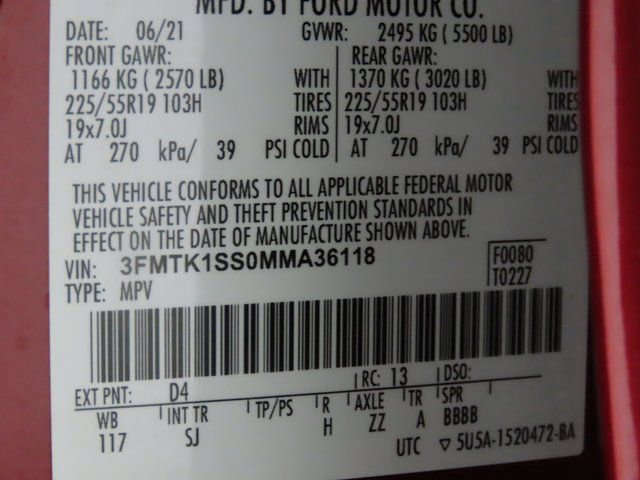 MFD. BY FORD MOTOR CO.
DATE: 06/21 GVWR: 2495 KG ( 5500 LB)
FRONT GAWR: REAR GAWR:
1166 KG ( 2570 LB) WITH 1370 KG ( 3020 LB) WITH
225/55R19 103H TIRES 225/55R19 103H TIRES
19x7.0J RIMS 19x7.0J RIMS
AT 270 kPa/ 39 PSI COLD AT 270 kPa/ 39 PSI COLD
THIS VEHICLE CONFORMS TO ALL APPLICABLE FEDERAL MOTOR
VEHICLE SAFETY AND THEFT PREVENTION STANDARDS IN
EFFECT ON THE DATE OF MANUFACTURE SHOWN ABOVE.
VIN: 3FMTK1SS0MMA36118 F0080
TYPE: MPV T0227
EXT PNT: D4 RC: 13 DSO:
WB INT TR TP/PS R AXLE TR SPR
117 SJ H ZZ A BBBB
UTC ▽ 5U5A-1520472-BA